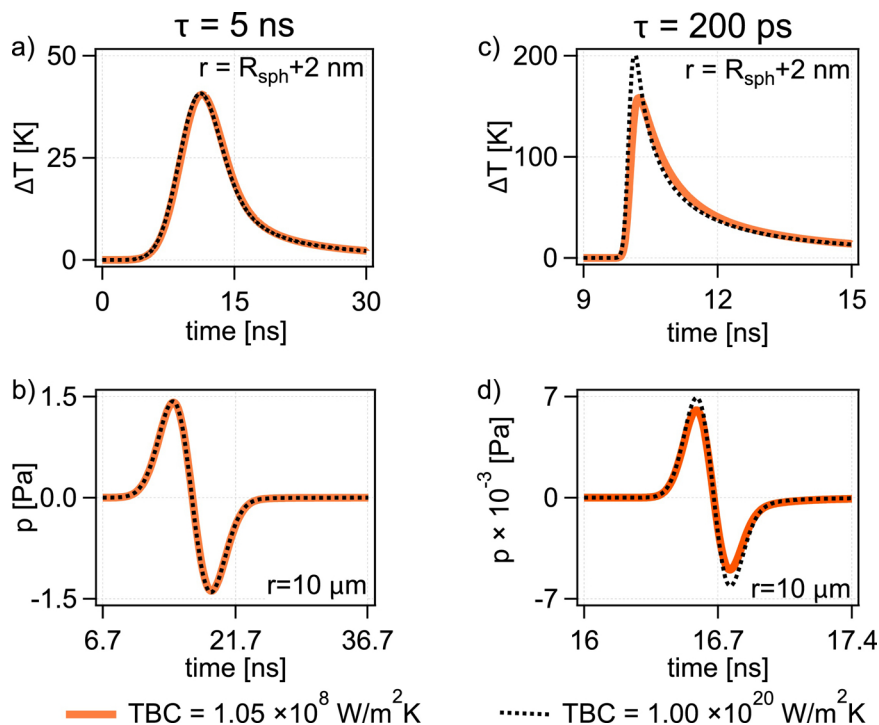 τ = 5 ns
a)
50
25
0
ΔT [K]
r = R_sph+2 nm
0
15
30
time [ns]
τ = 200 ps
c)
200
100
0
ΔT [K]
r = R_sph+2 nm
9
12
15
time [ns]
b)
1.5
0.0
-1.5
p [Pa]
r=10 μm
6.7
21.7
36.7
time [ns]
d)
7
0
-7
p × 10⁻³ [Pa]
r=10 μm
16
16.7
17.4
time [ns]
TBC = 1.05 ×10⁸ W/m²K
TBC = 1.00 ×10²⁰ W/m²K